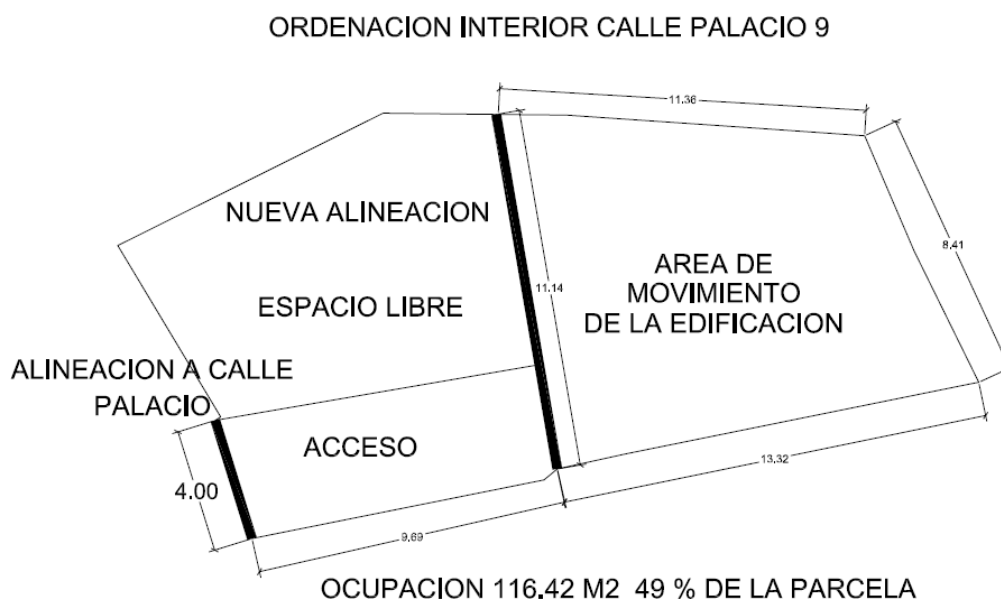 ORDENACION INTERIOR CALLE PALACIO 9
11,36
NUEVA ALINEACION
8,41
AREA DE
MOVIMIENTO
DE LA EDIFICACION
11,14
ESPACIO LIBRE
ALINEACION A CALLE
PALACIO
ACCESO
13,32
4.00
9,69
OCUPACION 116,42 M2 49 % DE LA PARCELA